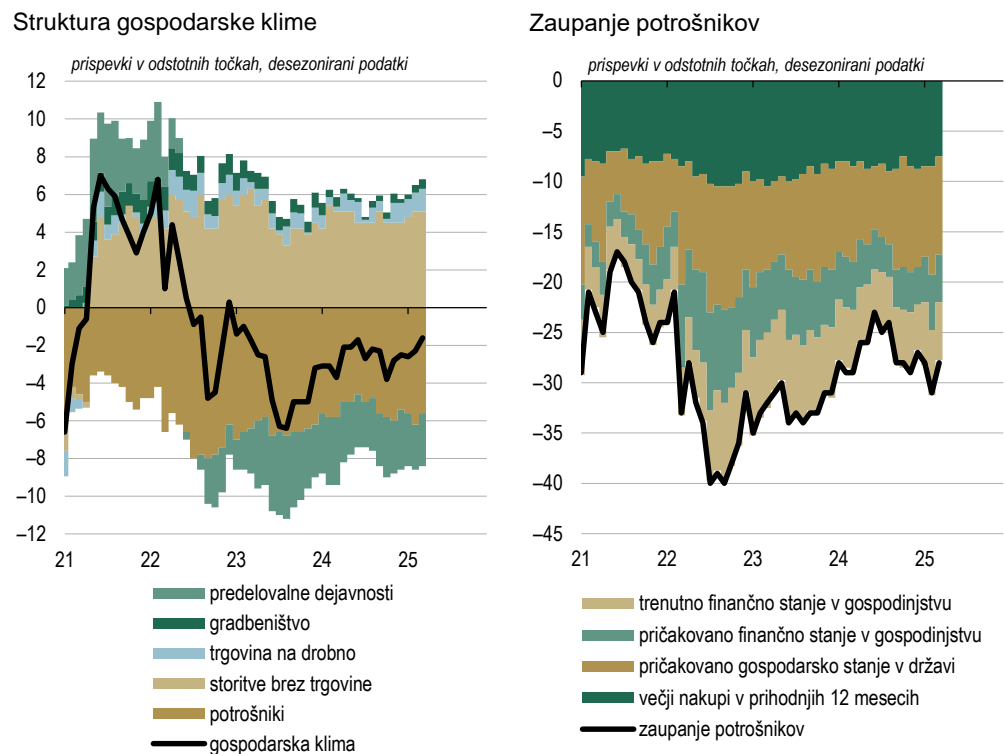 Struktura gospodarske klime
prispevki v odstotnih točkah, desezonirani podatki
12
10
8
6
4
2
0
–2
–4
–6
–8
–10
–12
21
22
23
24
25
predelovalne dejavnosti
gradbeništvo
trgovina na drobno
storitve brez trgovine
potrošniki
gospodarska klima
Zaupanje potrošnikov
prispevki v odstotnih točkah, desezonirani podatki
0
–5
–10
–15
–20
–25
–30
–35
–40
–45
21
22
23
24
25
trenutno finančno stanje v gospodinjstvu
pričakovano finančno stanje v gospodinjstvu
pričakovano gospodarsko stanje v državi
večji nakupi v prihodnjih 12 mesecih
zaupanje potrošnikov